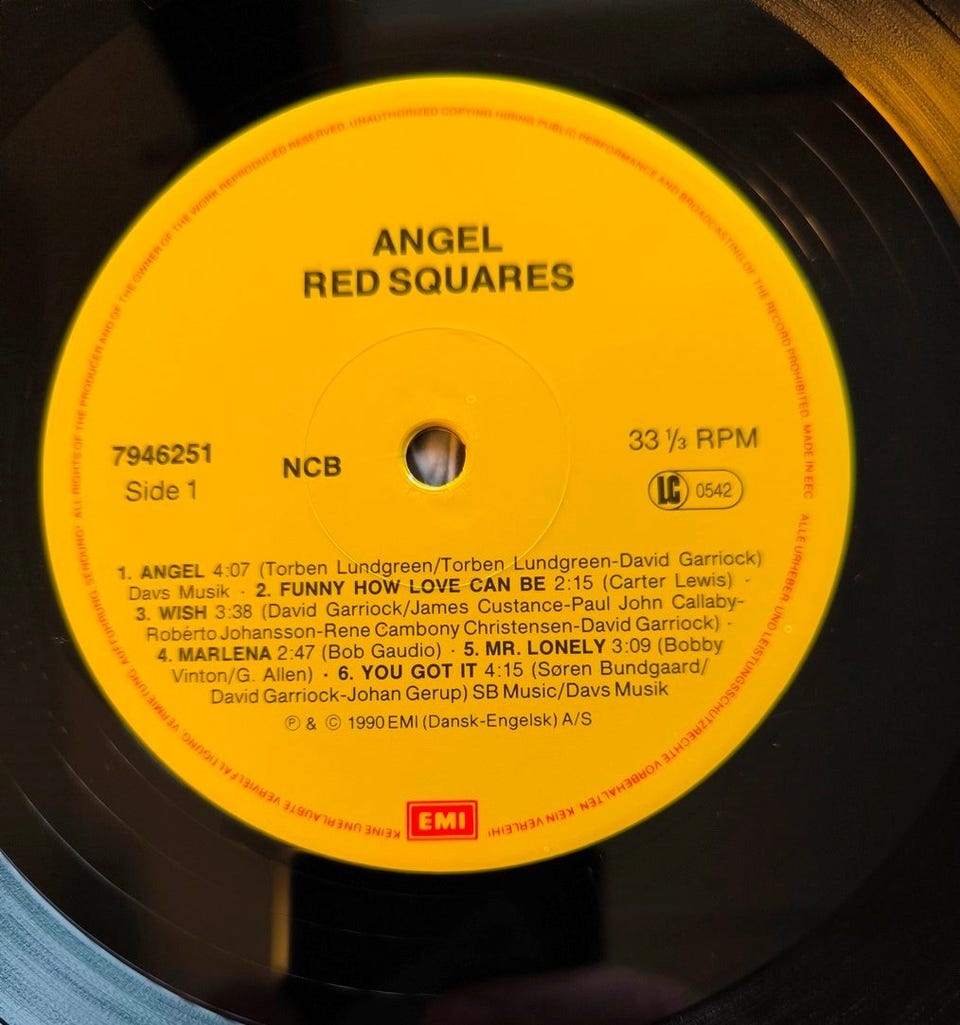 ANGEL
RED SQUARES
7946251
Side 1
NCB
33 ⅓ RPM
LC 0542
1. ANGEL 4:07 (Torben Lundgreen/Torben Lundgreen-David Garriock)
Davs Musik · 2. FUNNY HOW LOVE CAN BE 2:15 (Carter Lewis) ·
3. WISH 3:38 (David Garriock/James Custance-Paul John Callaby-
Robérto Johansson-Rene Cambony Christensen-David Garriock) ·
4. MARLENA 2:47 (Bob Gaudio) · 5. MR. LONELY 3:09 (Bobby
Vinton/G. Allen) · 6. YOU GOT IT 4:15 (Søren Bundgaard/
David Garriock-Johan Gerup) SB Music/Davs Musik
℗ & © 1990 EMI (Dansk-Engelsk) A/S
EMI
ALL RIGHTS OF THE PRODUCER AND OF THE OWNER OF THE WORK REPRODUCED RESERVED. UNAUTHORIZED COPYING HIRING PUBLIC PERFORMANCE AND BROADCASTING OF THE RECORD PROHIBITED. MADE IN EEC
ALLE URHEBER UND LEISTUNGSSCHUTZRECHTE VORBEHALTEN. KEIN VERLEIH! KEINE UNERLAUBTE VERVIELFÄLTIGUNG, VERMIETUNG, AUFFÜHRUNG, SENDUNG!